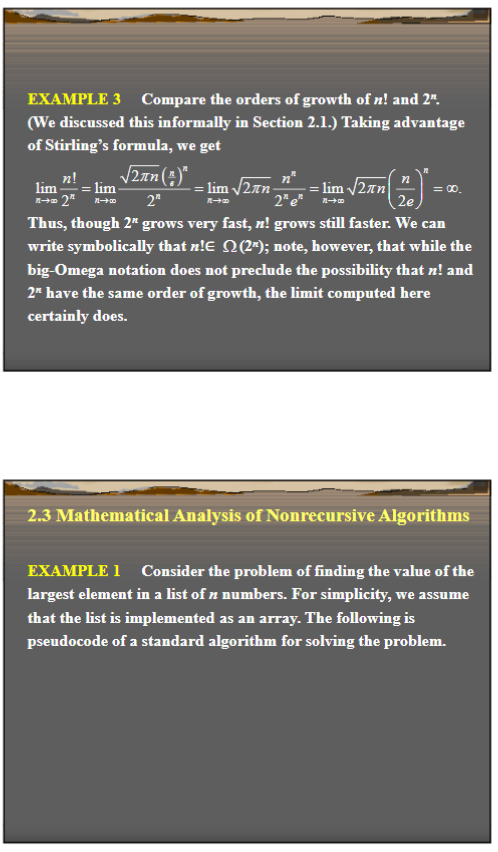 EXAMPLE 3 Compare the orders of growth of n! and 2ⁿ.
(We discussed this informally in Section 2.1.) Taking advantage
of Stirling's formula, we get
lim n→∞ n!/2ⁿ = lim n→∞ √(2πn)(n/e)ⁿ/2ⁿ = lim n→∞ √(2πn) nⁿ/(2ⁿeⁿ) = lim n→∞ √(2πn)(n/2e)ⁿ = ∞.
Thus, though 2ⁿ grows very fast, n! grows still faster. We can
write symbolically that n!∈ Ω(2ⁿ); note, however, that while the
big-Omega notation does not preclude the possibility that n! and
2ⁿ have the same order of growth, the limit computed here
certainly does.
2.3 Mathematical Analysis of Nonrecursive Algorithms
EXAMPLE 1 Consider the problem of finding the value of the
largest element in a list of n numbers. For simplicity, we assume
that the list is implemented as an array. The following is
pseudocode of a standard algorithm for solving the problem.